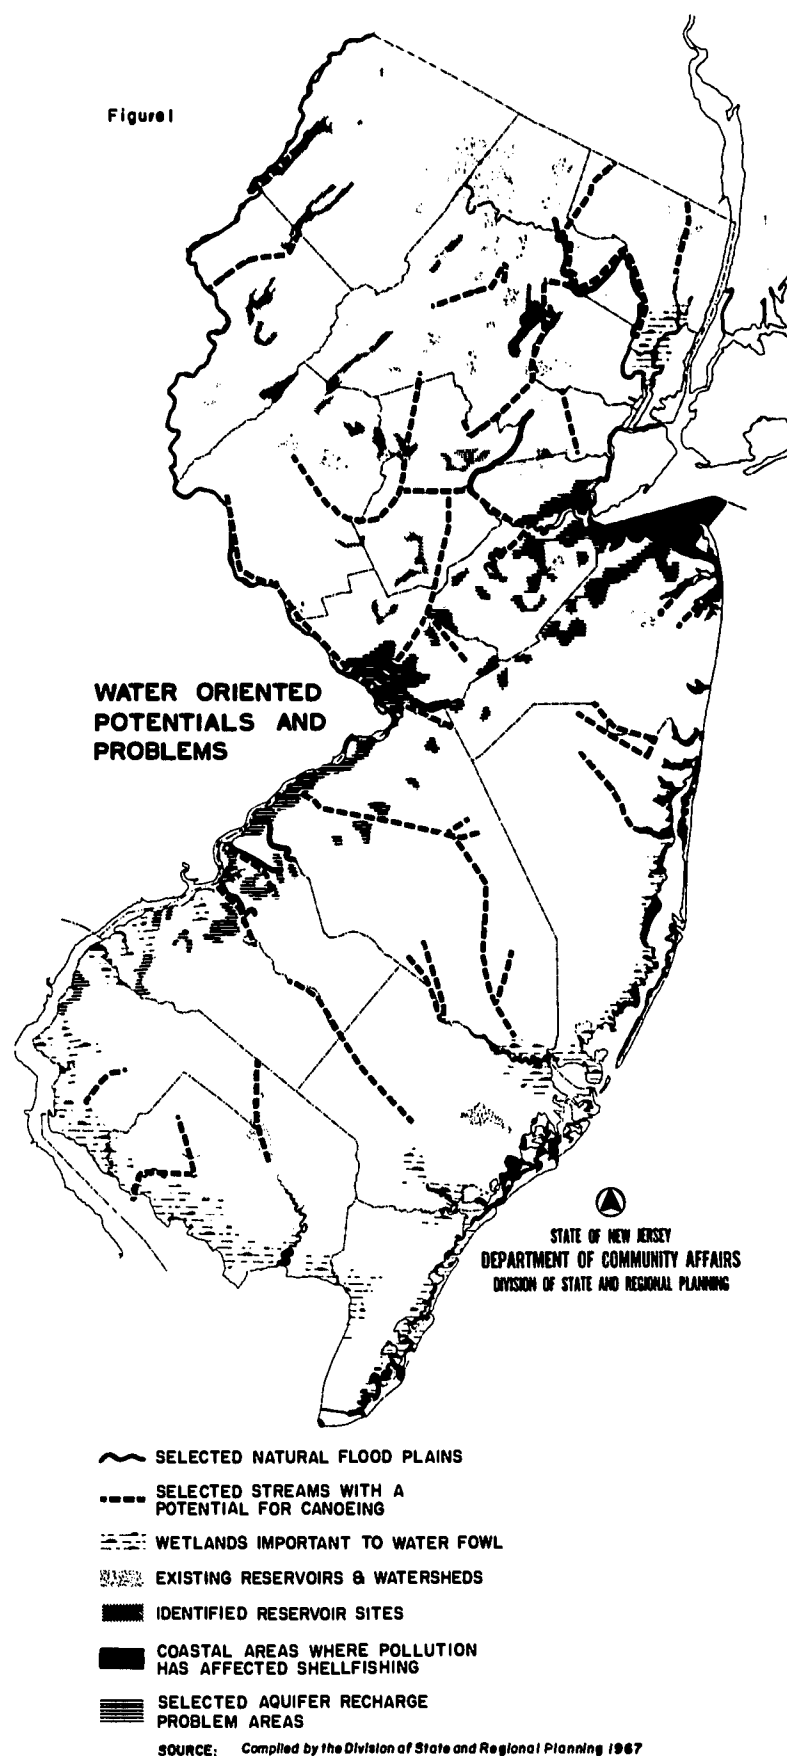 Figure I
WATER ORIENTED
POTENTIALS AND
PROBLEMS
STATE OF NEW JERSEY
DEPARTMENT OF COMMUNITY AFFAIRS
DIVISION OF STATE AND REGIONAL PLANNING
SELECTED NATURAL FLOOD PLAINS
SELECTED STREAMS WITH A
POTENTIAL FOR CANOEING
WETLANDS IMPORTANT TO WATER FOWL
EXISTING RESERVOIRS & WATERSHEDS
IDENTIFIED RESERVOIR SITES
COASTAL AREAS WHERE POLLUTION
HAS AFFECTED SHELLFISHING
SELECTED AQUIFER RECHARGE
PROBLEM AREAS
SOURCE: Compiled by the Division of State and Regional Planning 1967